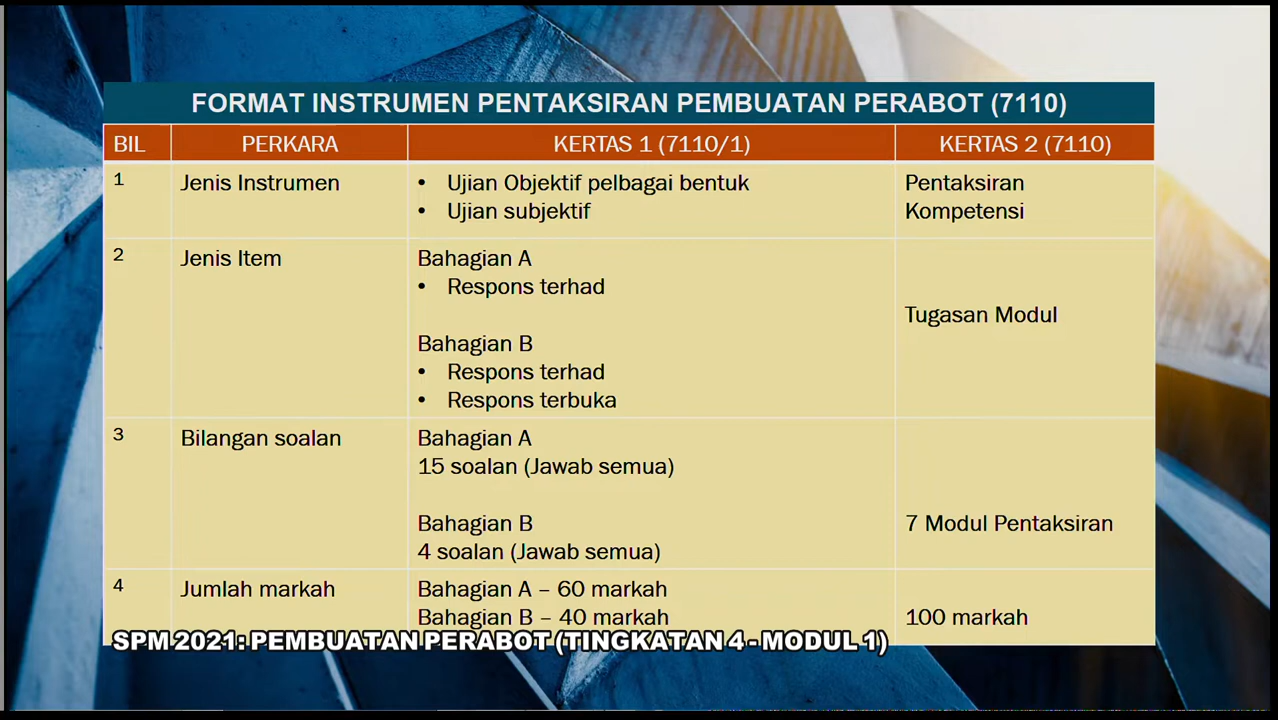 FORMAT INSTRUMEN PENTAKSIRAN PEMBUATAN PERABOT (7110)
BIL PERKARA KERTAS 1 (7110/1) KERTAS 2 (7110)
1 Jenis Instrumen • Ujian Objektif pelbagai bentuk Pentaksiran
• Ujian subjektif Kompetensi
2 Jenis Item Bahagian A
• Respons terhad
Tugasan Modul
Bahagian B
• Respons terhad
• Respons terbuka
3 Bilangan soalan Bahagian A
15 soalan (Jawab semua)
Bahagian B 7 Modul Pentaksiran
4 soalan (Jawab semua)
4 Jumlah markah Bahagian A – 60 markah
Bahagian B – 40 markah 100 markah
SPM 2021: PEMBUATAN PERABOT (TINGKATAN 4 - MODUL 1)